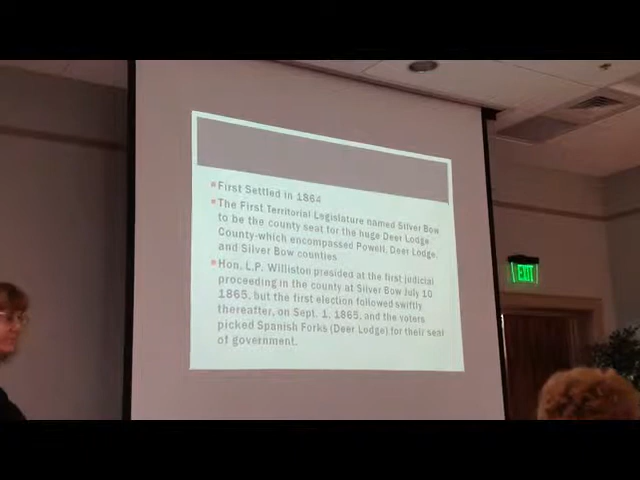 First Settled in 1864
The First Territorial Legislature named Silver Bow
to be the county seat for the huge Deer Lodge
County-which encompassed Powell, Deer Lodge,
and Silver Bow counties
Hon. L.P. Williston presided at the first judicial
proceeding in the county at Silver Bow July 10
1865, but the first election followed swiftly
thereafter, on Sept. 1, 1865, and the voters
picked Spanish Forks (Deer Lodge) for their seat
of government.
EXIT